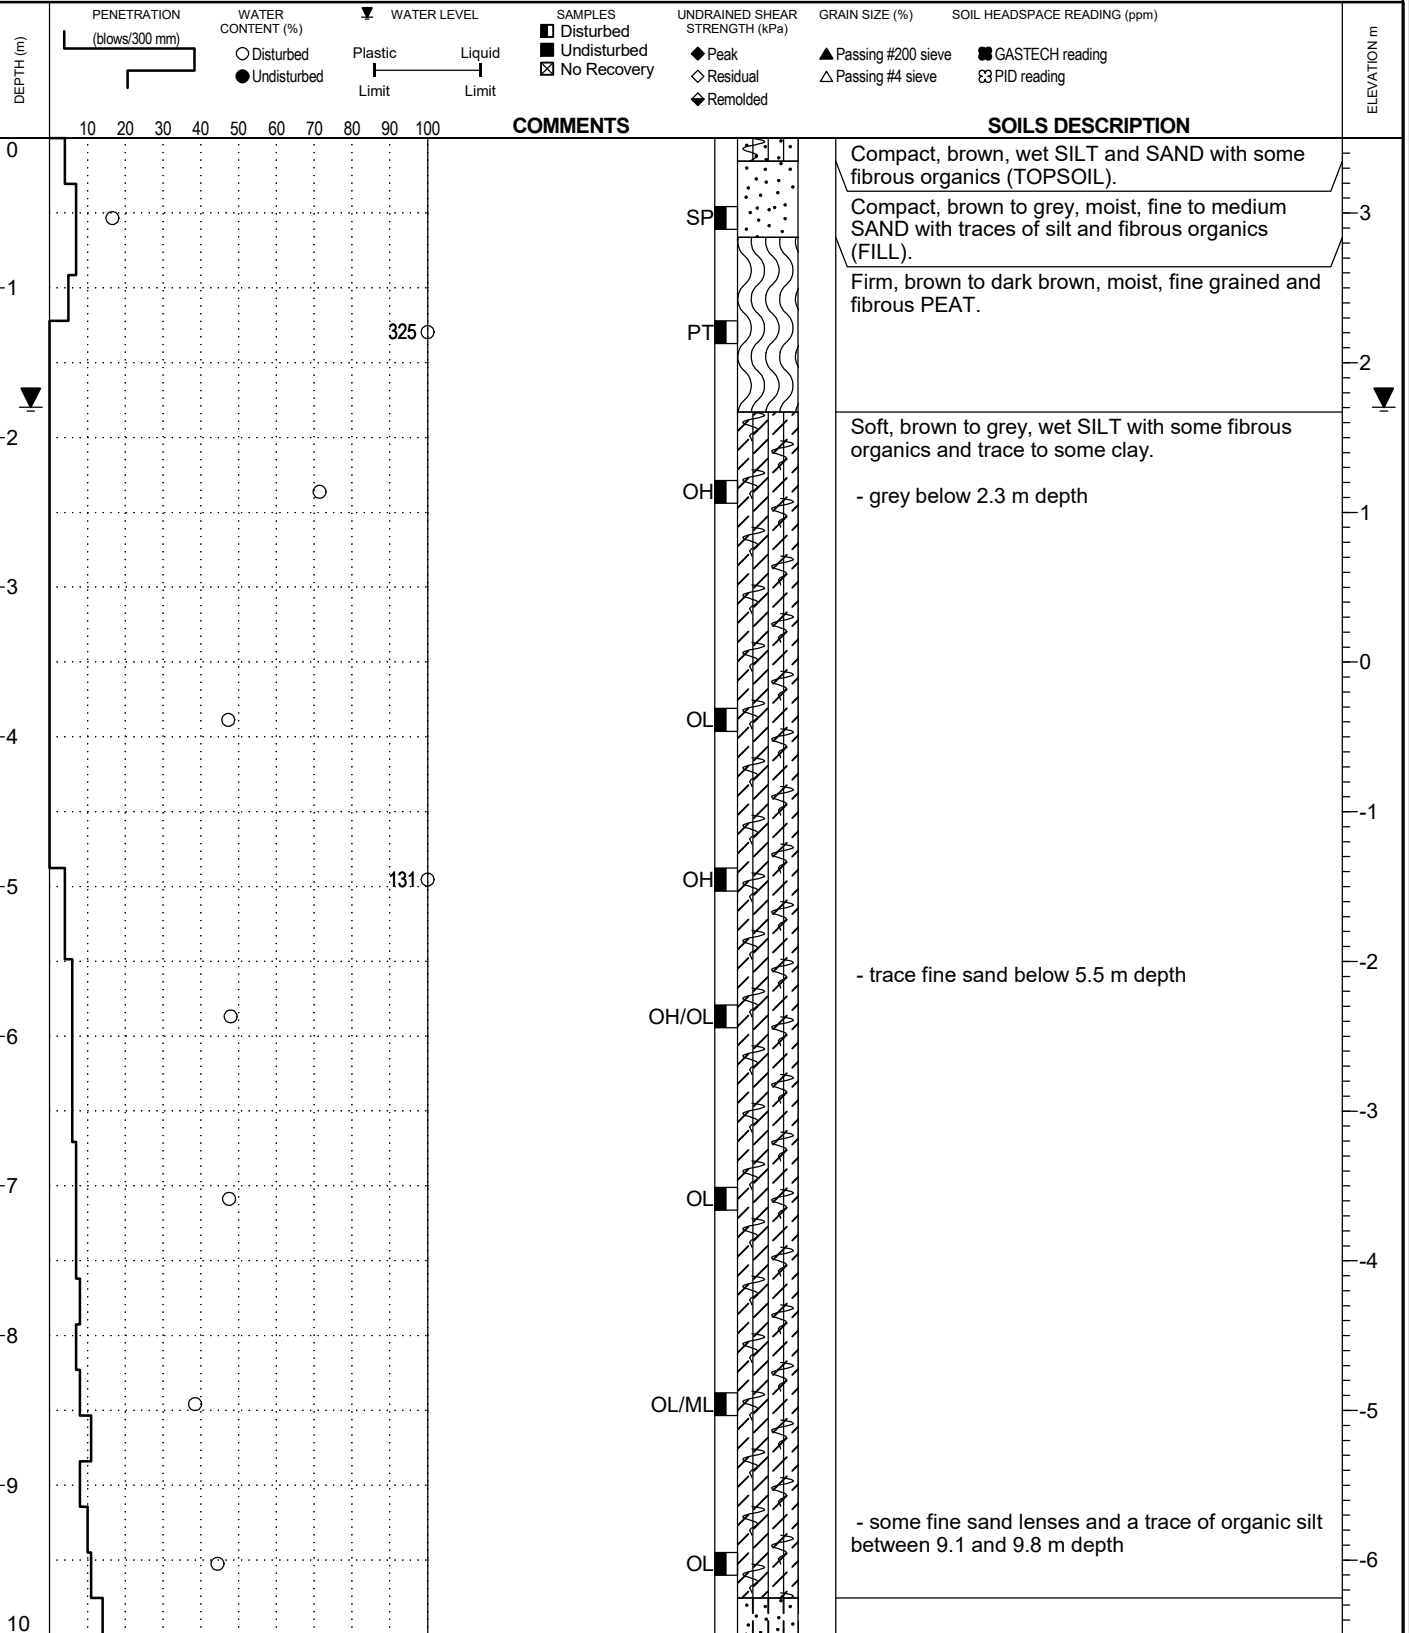 DEPTH (m)
PENETRATION
(blows/300 mm)
WATER
CONTENT (%)
Disturbed
Undisturbed
WATER LEVEL
Plastic Liquid
Limit Limit
SAMPLES
Disturbed
Undisturbed
No Recovery
UNDRAINED SHEAR
STRENGTH (kPa)
Peak
Residual
Remolded
GRAIN SIZE (%)
Passing #200 sieve
Passing #4 sieve
SOIL HEADSPACE READING (ppm)
GASTECH reading
PID reading
ELEVATION m
10 20 30 40 50 60 70 80 90 100
COMMENTS
SOILS DESCRIPTION
0
Compact, brown, wet SILT and SAND with some
fibrous organics (TOPSOIL).
SP
Compact, brown to grey, moist, fine to medium
SAND with traces of silt and fibrous organics
(FILL).
3
1
Firm, brown to dark brown, moist, fine grained and
fibrous PEAT.
325
PT
2
2
Soft, brown to grey, wet SILT with some fibrous
organics and trace to some clay.
OH
- grey below 2.3 m depth
1
3
0
OL
4
-1
5
131
OH
-2
- trace fine sand below 5.5 m depth
OH/OL
6
-3
7
OL
-4
8
OL/ML
-5
9
- some fine sand lenses and a trace of organic silt
between 9.1 and 9.8 m depth
OL
-6
10